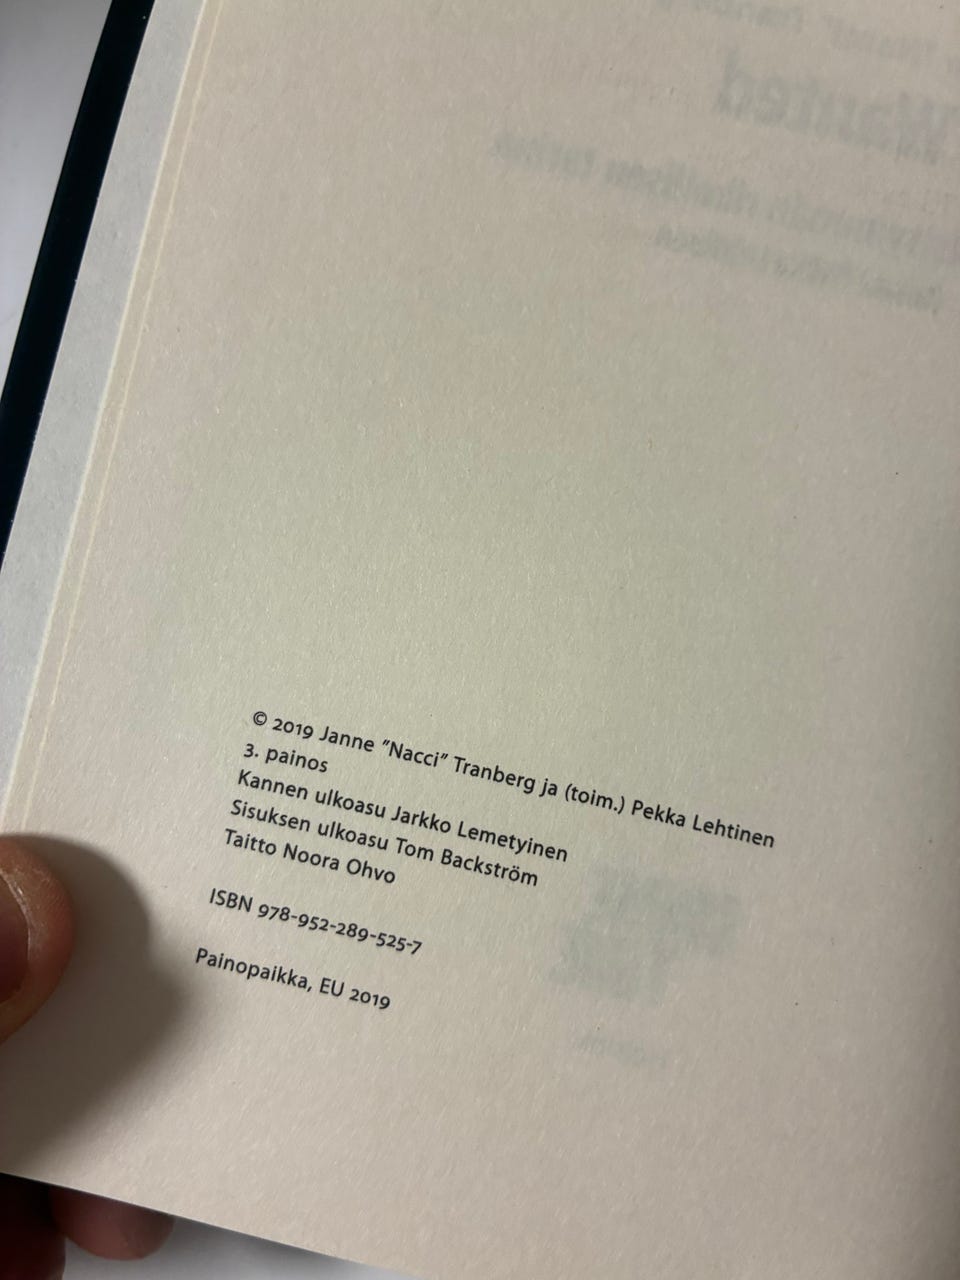 Wanted
© 2019 Janne ”Nacci” Tranberg ja (toim.) Pekka Lehtinen
3. painos
Kannen ulkoasu Jarkko Lemetyinen
Sisuksen ulkoasu Tom Backström
Taitto Noora Ohvo
ISBN 978-952-289-525-7
Painopaikka, EU 2019